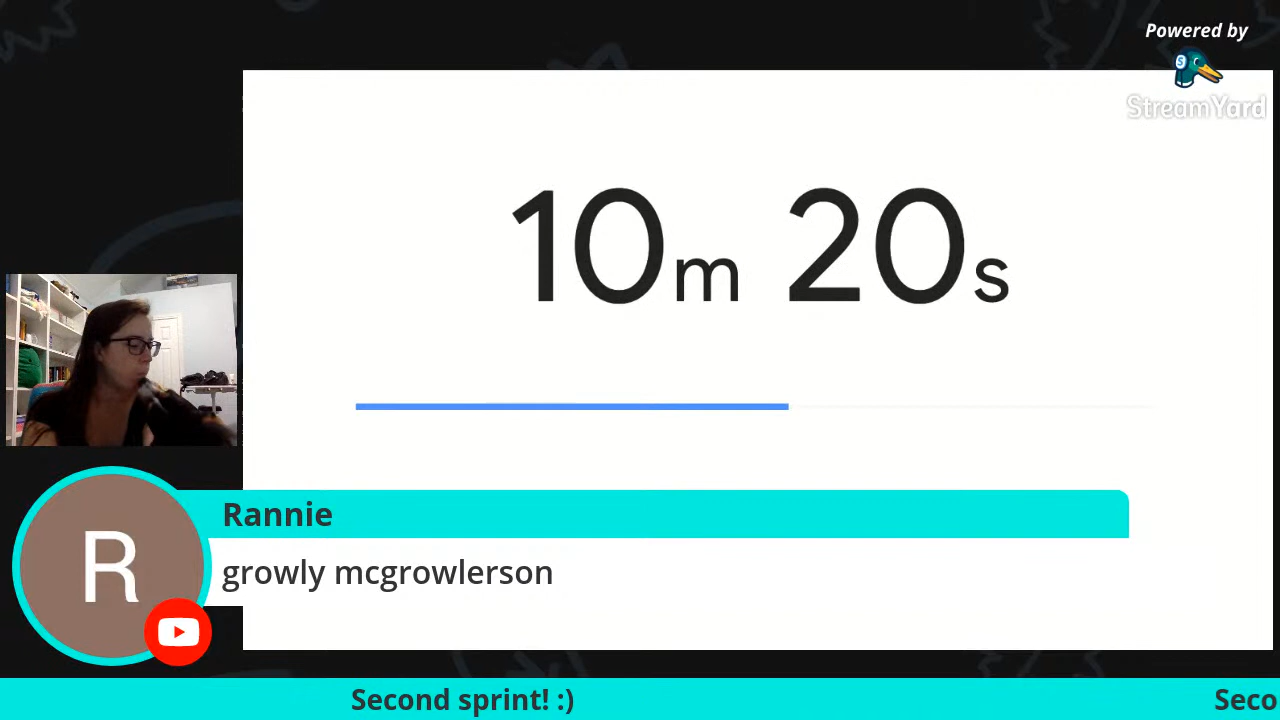 Powered by
StreamYard
10m 20s
R
Rannie
growly mcgrowlerson
Second sprint! :)
Seco